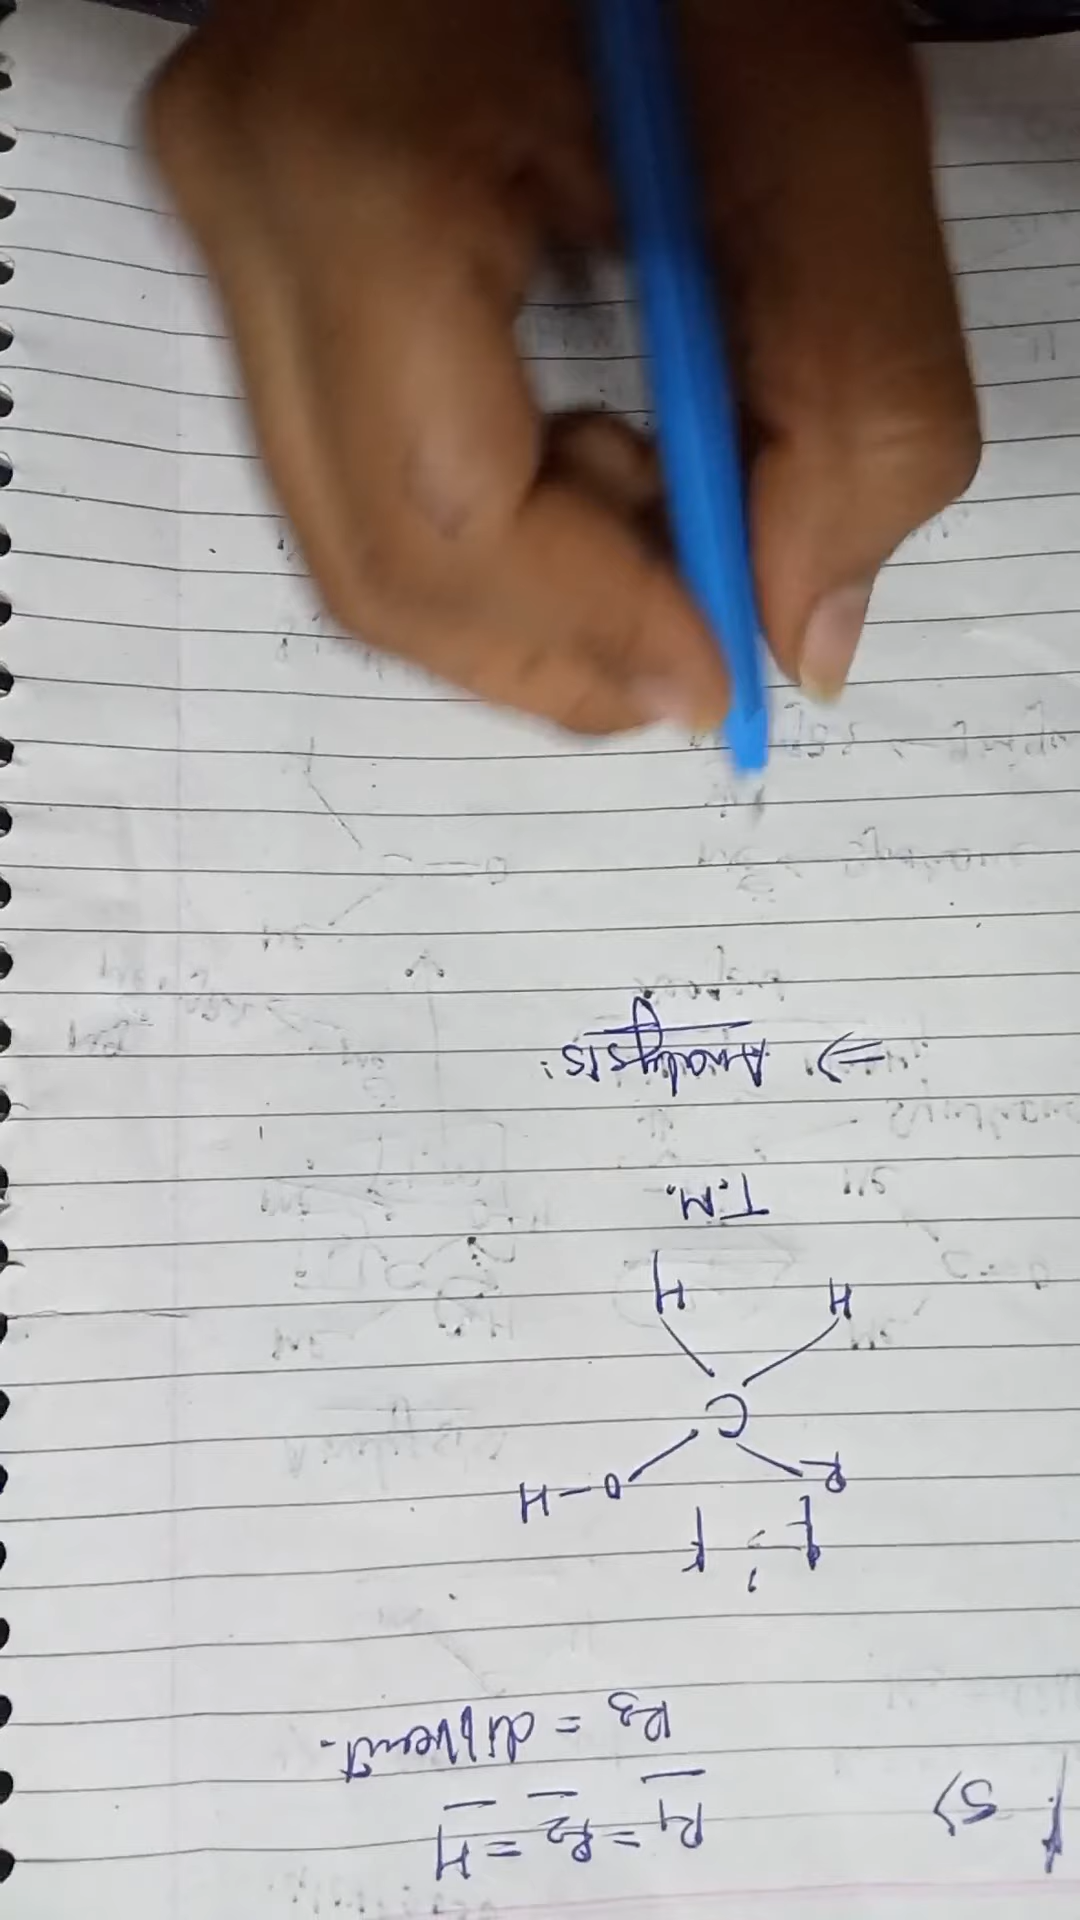 5)
R1 = R2 = H
R3 = different.
R O-H
C
H H
T.M.
=> Analysis: